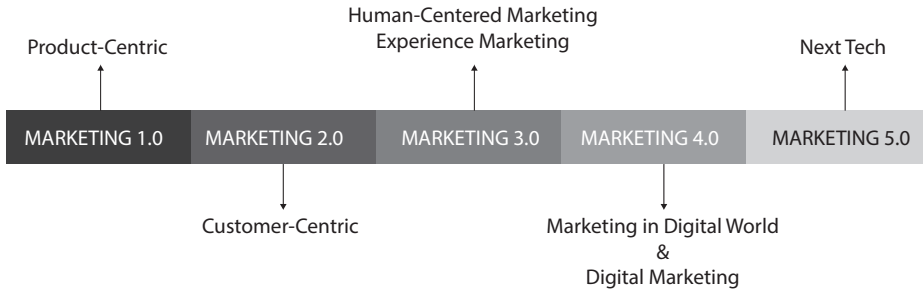 Human-Centered Marketing
Experience Marketing
Product-Centric
Next Tech
MARKETING 1.0
MARKETING 2.0
MARKETING 3.0
MARKETING 4.0
MARKETING 5.0
Customer-Centric
Marketing in Digital World
&
Digital Marketing